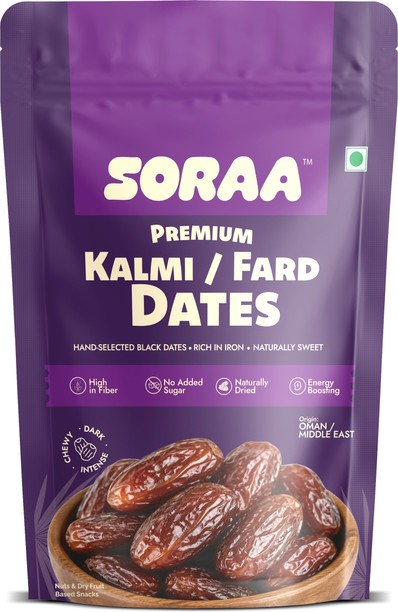 SORAA™
PREMIUM
KALMI / FARD
DATES
HAND-SELECTED BLACK DATES • RICH IN IRON • NATURALLY SWEET
High in Fiber
No Added Sugar
Naturally Dried
Energy Boosting
CHEWY • DARK • INTENSE
Origin:
OMAN /
MIDDLE EAST
Nuts & Dry Fruit
Based Snacks